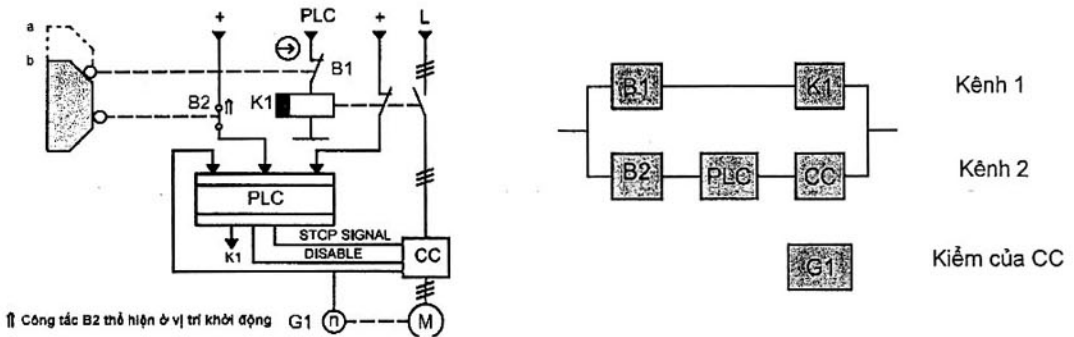 + PLC + L
a
b
B1
B2 K1
PLC
STOP SIGNAL
DISABLE
K1
CC
⇑ Công tắc B2 thể hiện ở vị trí khởi động
G1 n M
B1 K1 Kênh 1
B2 PLC CC Kênh 2
G1 Kiểm của CC